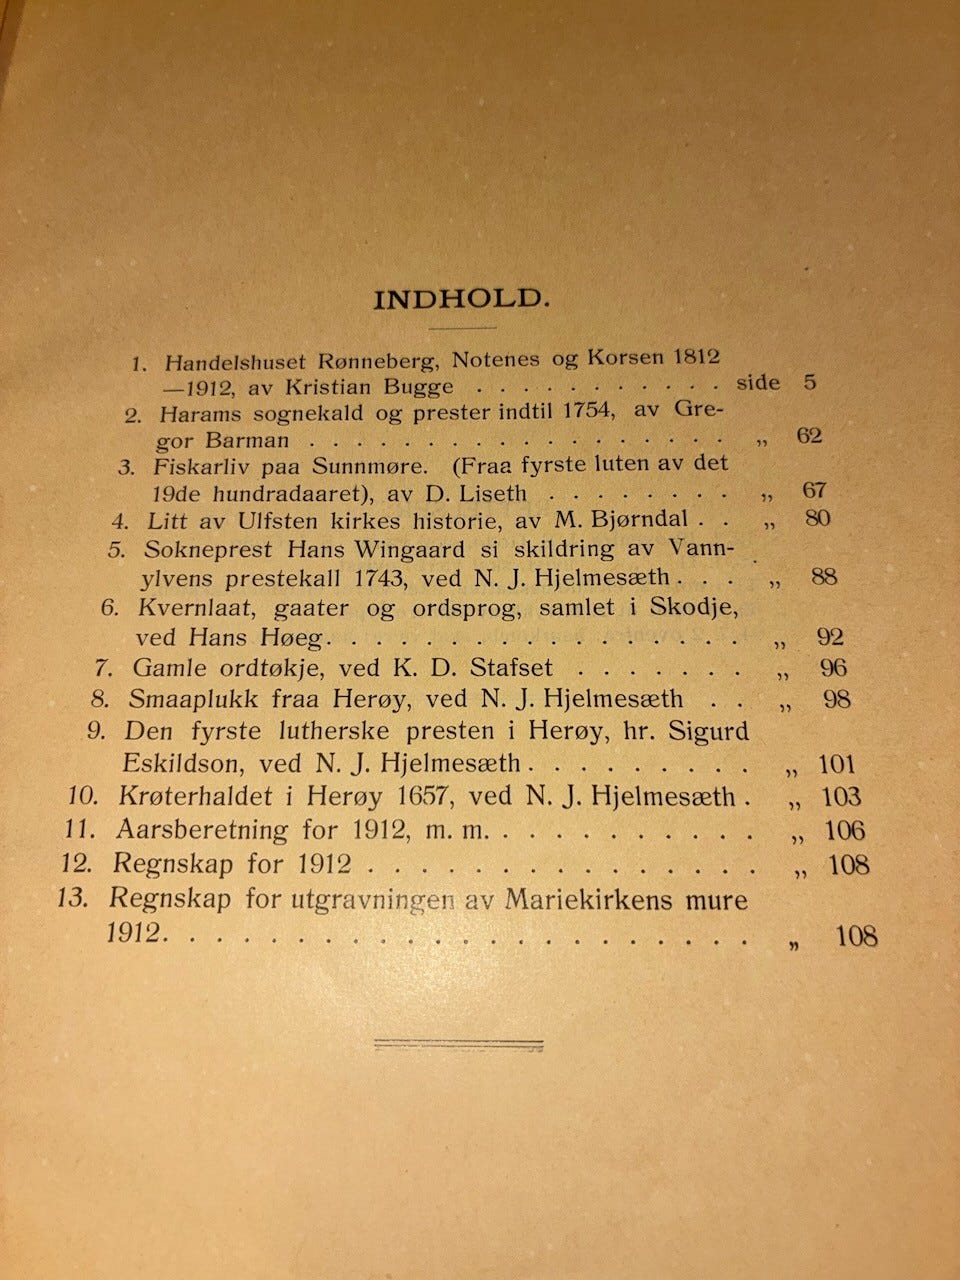 INDHOLD.
1. Handelshuset Rønneberg, Notenes og Korsen 1812
—1912, av Kristian Bugge . . . . . . . . . . . side 5
2. Harams sognekald og prester indtil 1754, av Gre-
gor Barman . . . . . . . . . . . . . . . . . . „ 62
3. Fiskarliv paa Sunnmøre. (Fraa fyrste luten av det
19de hundradaaret), av D. Liseth . . . . . . . . „ 67
4. Litt av Ulfsten kirkes historie, av M. Bjørndal . . „ 80
5. Sokneprest Hans Wingaard si skildring av Vann-
ylvens prestekall 1743, ved N. J. Hjelmesæth . . . „ 88
6. Kvernlaat, gaater og ordsprog, samlet i Skodje,
ved Hans Høeg. . . . . . . . . . . . . . . . . . „ 92
7. Gamle ordtøkje, ved K. D. Stafset . . . . . . . „ 96
8. Smaaplukk fraa Herøy, ved N. J. Hjelmesæth . . „ 98
9. Den fyrste lutherske presten i Herøy, hr. Sigurd
Eskildson, ved N. J. Hjelmesæth . . . . . . . . . „ 101
10. Krøterhaldet i Herøy 1657, ved N. J. Hjelmesæth . „ 103
11. Aarsberetning for 1912, m. m. . . . . . . . . . . „ 106
12. Regnskap for 1912 . . . . . . . . . . . . . . . „ 108
13. Regnskap for utgravningen av Mariekirkens mure
1912. . . . . . . . . . . . . . . . . . . . . . „ 108